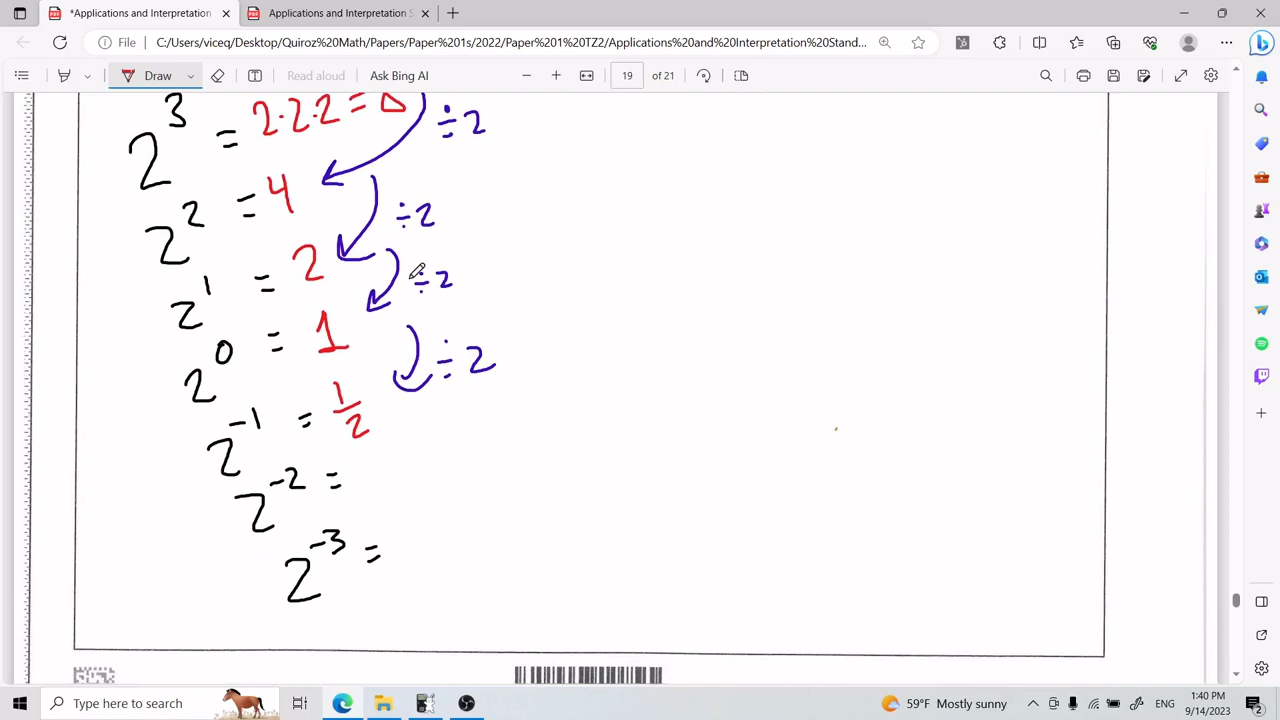 *Applications and Interpretation
Applications and Interpretation S
File
C:/Users/viceq/Desktop/Quiroz%20Math/Papers/Paper%201s/2022/Paper%201%20TZ2/Applications%20and%20Interpretation%20Stand...
Draw
Read aloud
Ask Bing AI
19 of 21
2³ = 2·2·2 =
÷2
2² = 4
÷2
2¹ = 2
÷2
2⁰ = 1
÷2
2⁻¹ = 1/2
2⁻² =
2⁻³ =
Type here to search
59°F Mostly sunny
1:40 PM
9/14/2023
2